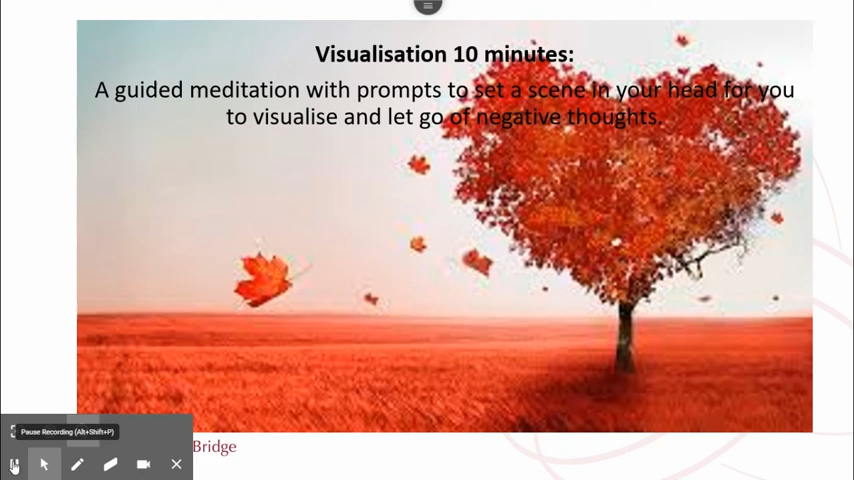 Visualisation 10 minutes:
A guided meditation with prompts to set a scene in your head for you
to visualise and let go of negative thoughts.
Pause Recording (Alt+Shift+P)
Bridge